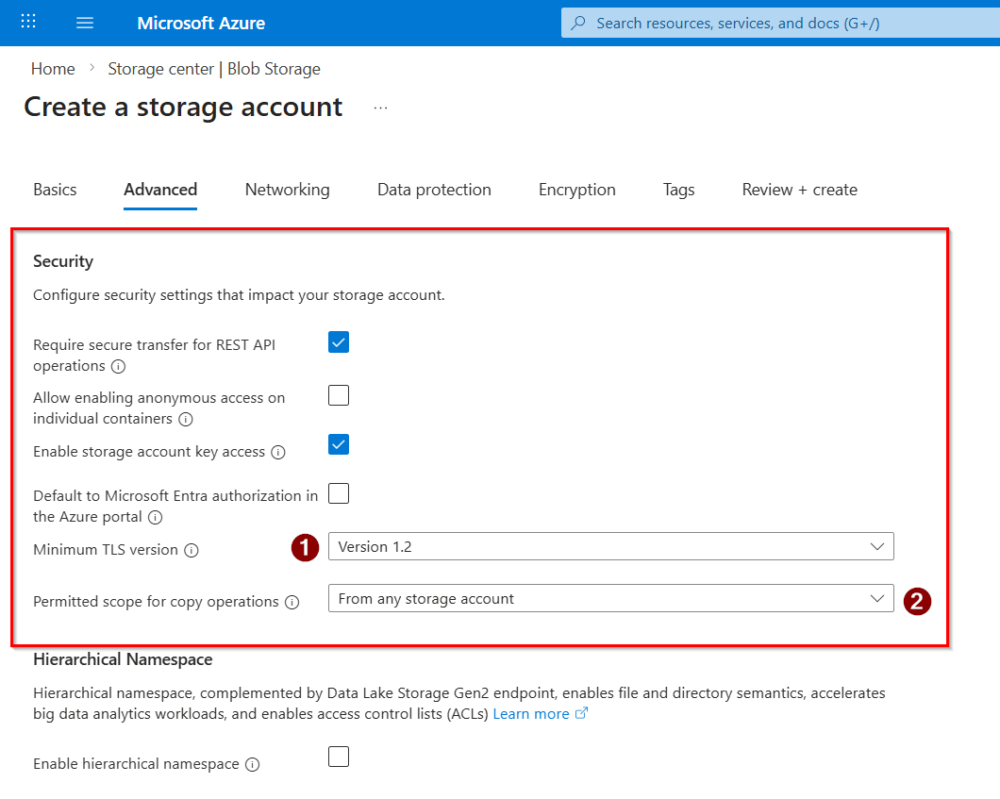 Microsoft Azure
Search resources, services, and docs (G+/)
Home > Storage center | Blob Storage
Create a storage account ...
Basics Advanced Networking Data protection Encryption Tags Review + create
Security
Configure security settings that impact your storage account.
Require secure transfer for REST API
operations
Allow enabling anonymous access on
individual containers
Enable storage account key access
Default to Microsoft Entra authorization in
the Azure portal
Minimum TLS version 1 Version 1.2
Permitted scope for copy operations From any storage account 2
Hierarchical Namespace
Hierarchical namespace, complemented by Data Lake Storage Gen2 endpoint, enables file and directory semantics, accelerates
big data analytics workloads, and enables access control lists (ACLs) Learn more
Enable hierarchical namespace